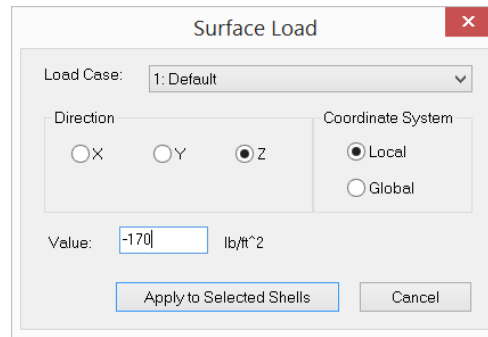 Surface Load
Load Case: 1: Default
Direction Coordinate System
X Y Z Local
Global
Value: -170 lb/ft^2
Apply to Selected Shells Cancel